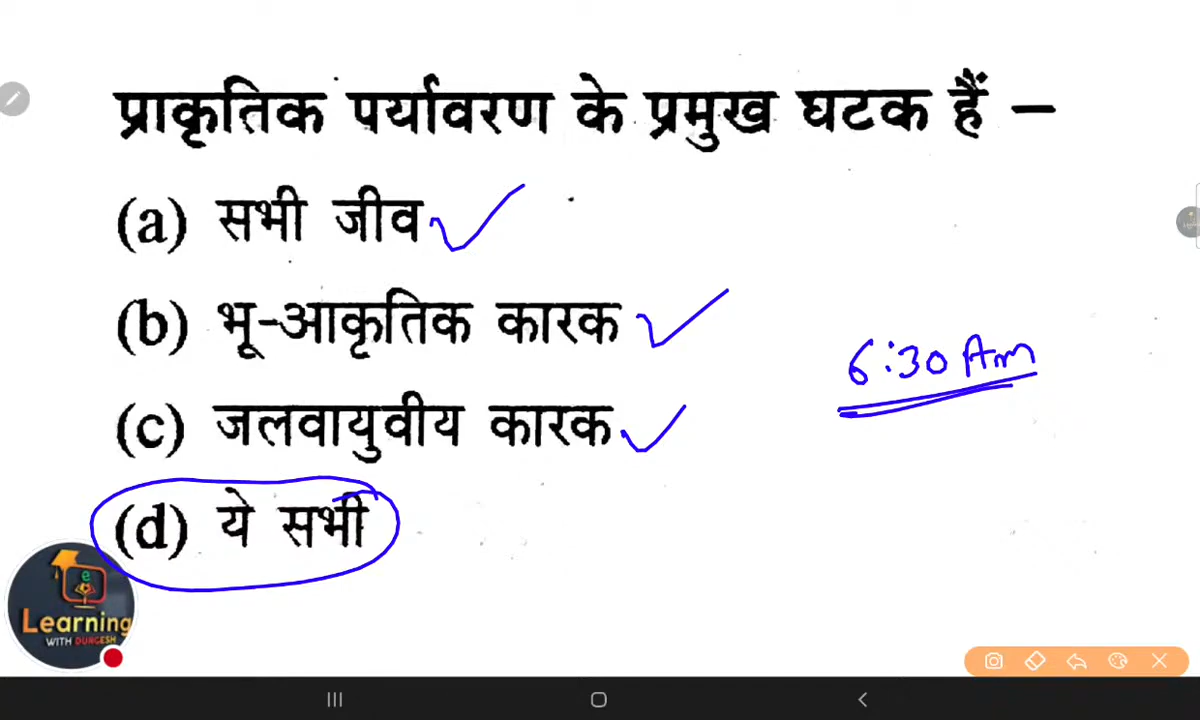 प्राकृतिक पर्यावरण के प्रमुख घटक हैं –
(a) सभी जीव
(b) भू-आकृतिक कारक
(c) जलवायुवीय कारक
(d) ये सभी
6:30 Am
e
Learning
WITH DURGESH